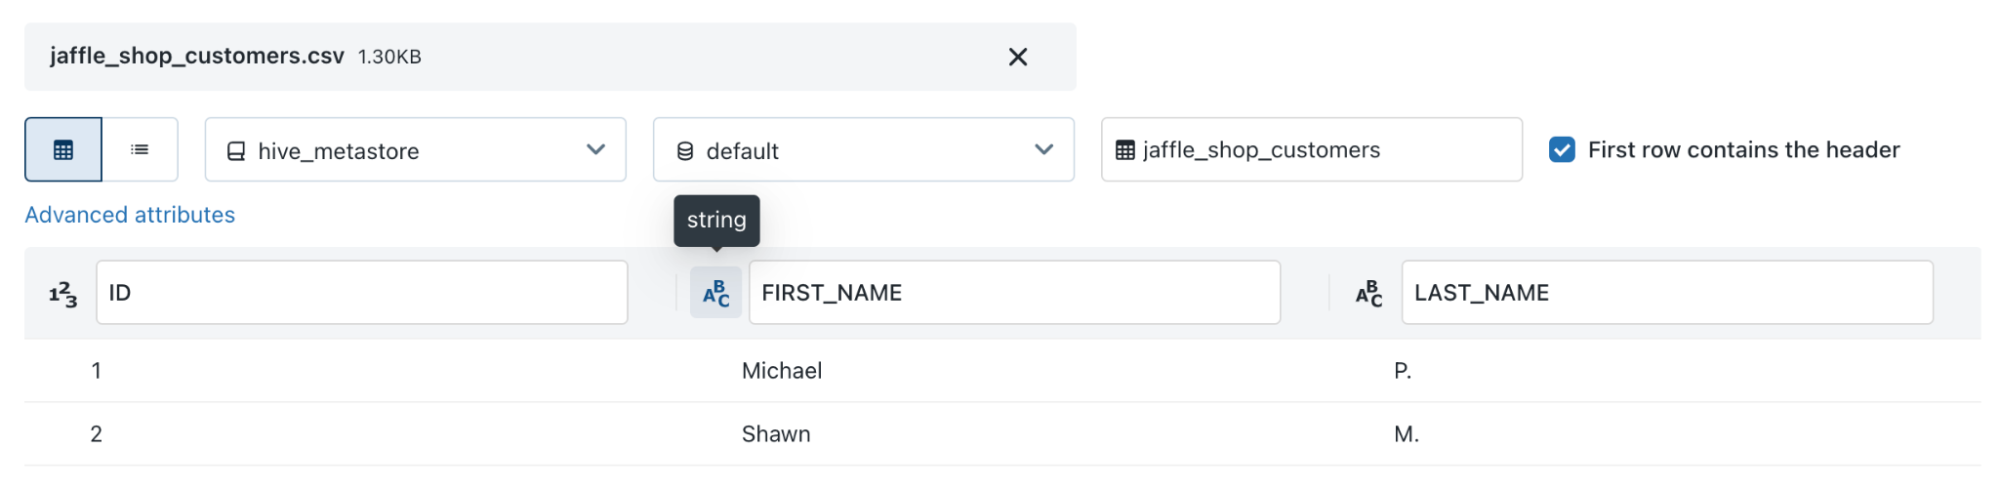 jaffle_shop_customers.csv 1.30KB
hive_metastore default jaffle_shop_customers First row contains the header
Advanced attributes
string
123 ID ABC FIRST_NAME ABC LAST_NAME
1 Michael P.
2 Shawn M.